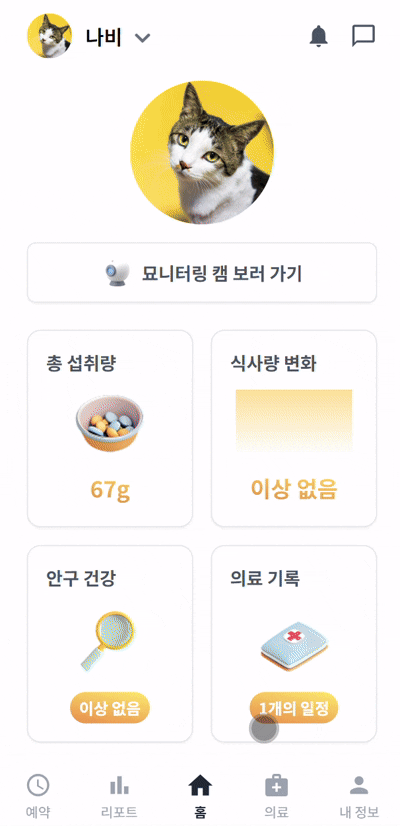 나비
묘니터링 캠 보러 가기
총 섭취량
식사량 변화
67g
이상 없음
안구 건강
의료 기록
이상 없음
1개의 일정
예약
리포트
홈
의료
내 정보